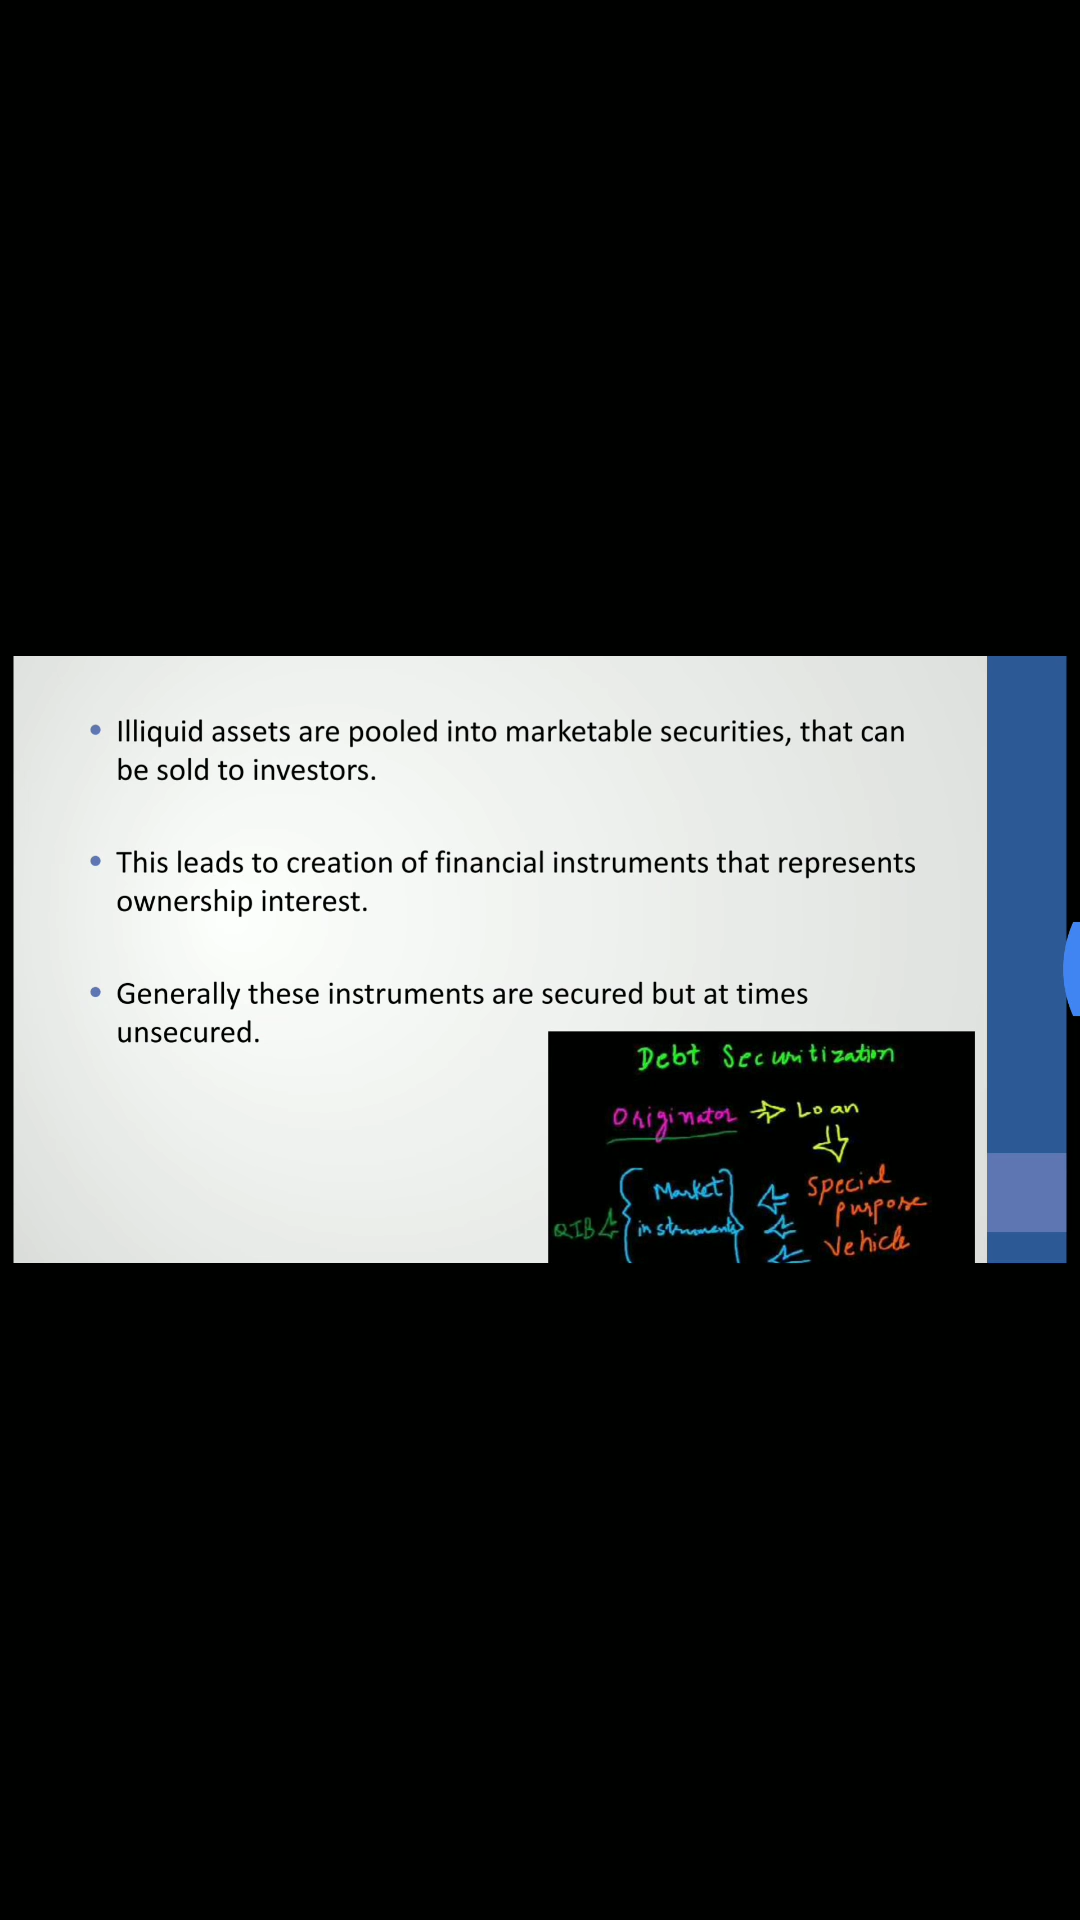 • Illiquid assets are pooled into marketable securities, that can
be sold to investors.
• This leads to creation of financial instruments that represents
ownership interest.
• Generally these instruments are secured but at times
unsecured.
Debt Securitization
Originator ⇒ Loan
Special
purpose
Vehicle
Market
instruments
QIB